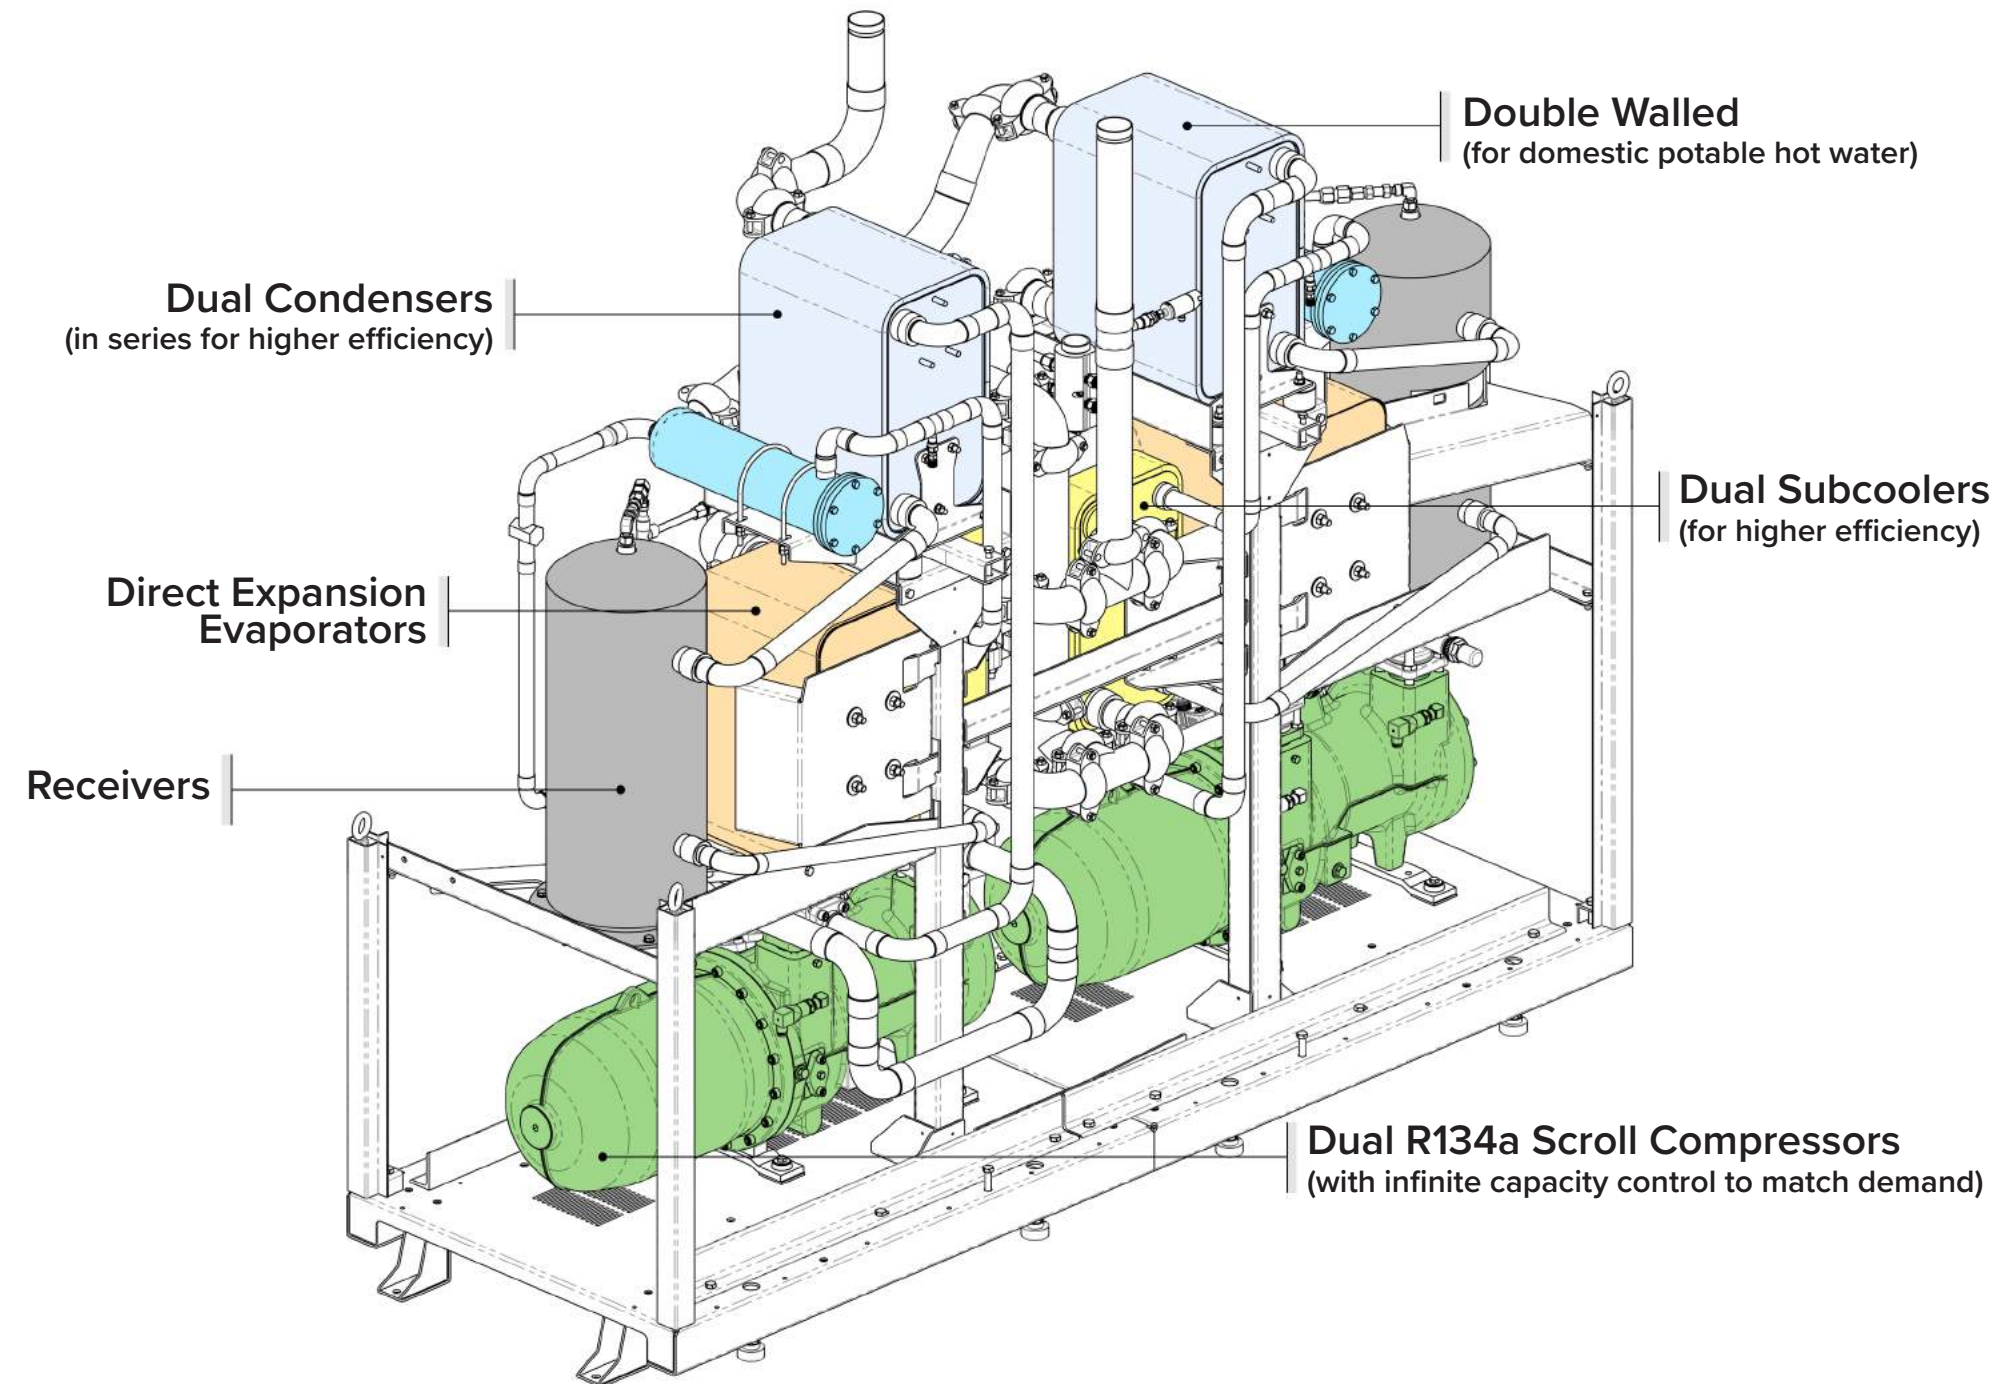 Double Walled
(for domestic potable hot water)
Dual Condensers
(in series for higher efficiency)
Dual Subcoolers
(for higher efficiency)
Direct Expansion
Evaporators
Receivers
Dual R134a Scroll Compressors
(with infinite capacity control to match demand)